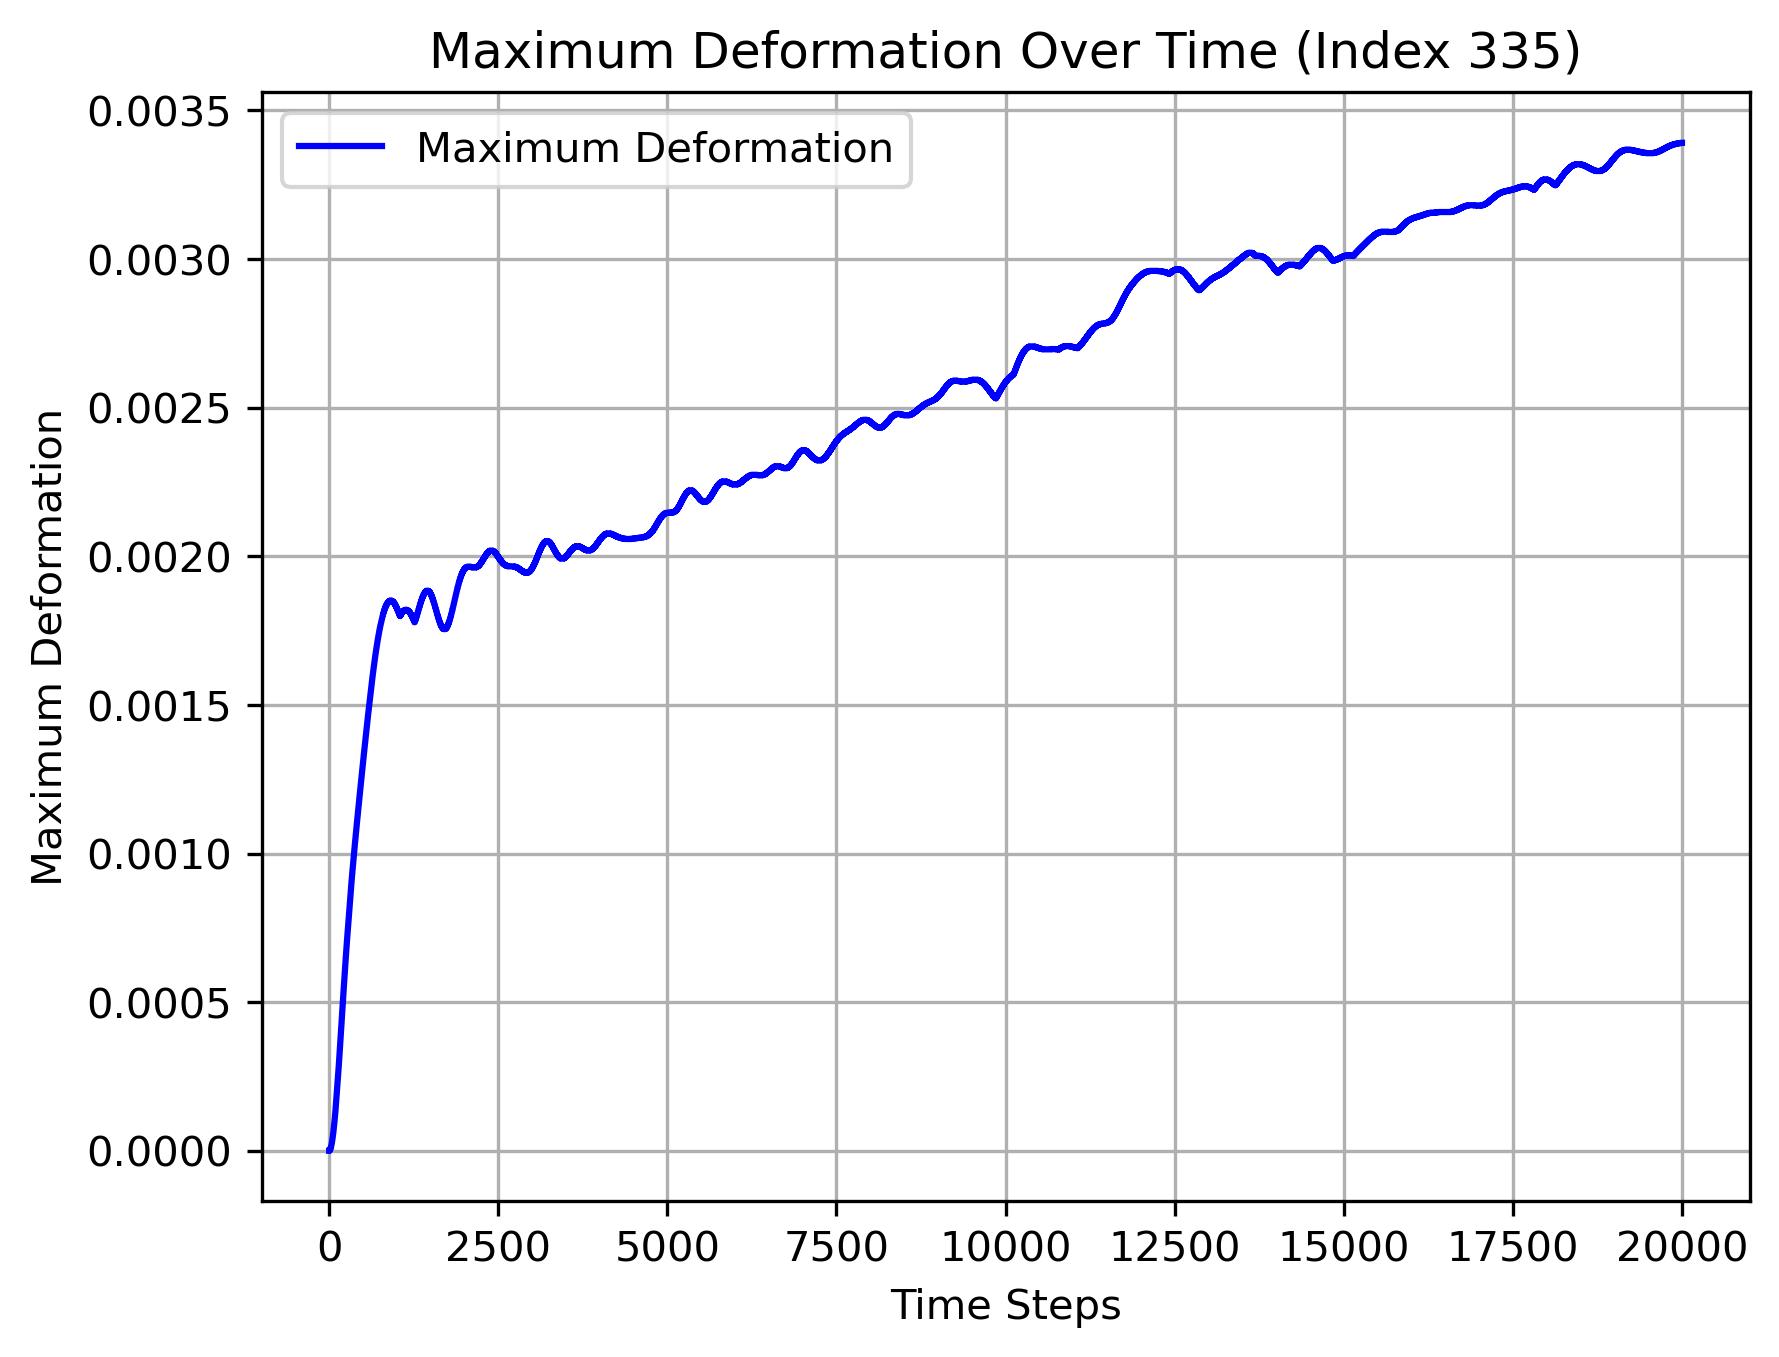 Maximum Deformation Over Time (Index 335)
Maximum Deformation
0.0035
0.0030
0.0025
0.0020
0.0015
0.0010
0.0005
0.0000
Maximum Deformation
0 2500 5000 7500 10000 12500 15000 17500 20000
Time Steps